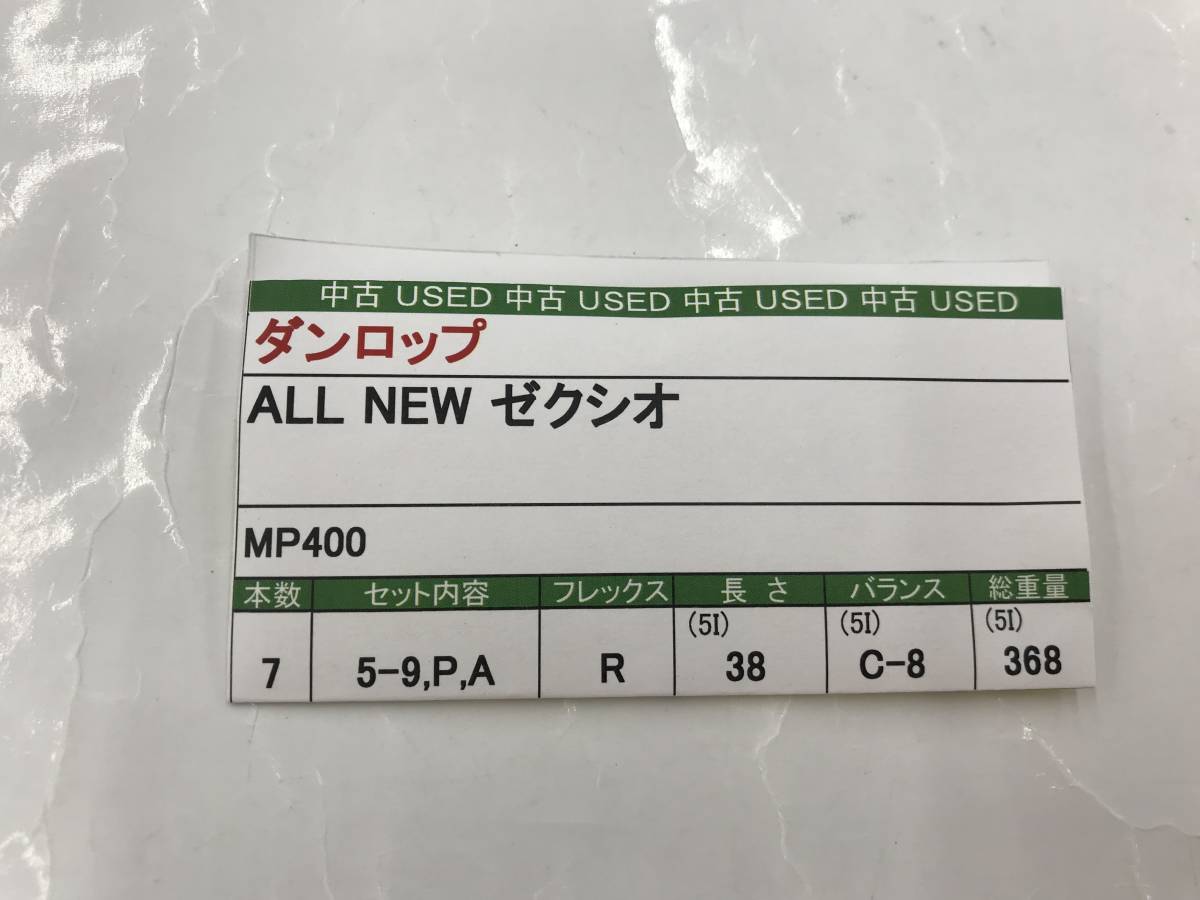 中古 USED 中古 USED 中古 USED 中古 USED
ダンロップ
ALL NEW ゼクシオ
MP400
本数 セット内容 フレックス 長さ バランス 総重量
(5I) (5I) (5I)
7 5-9,P,A R 38 C-8 368